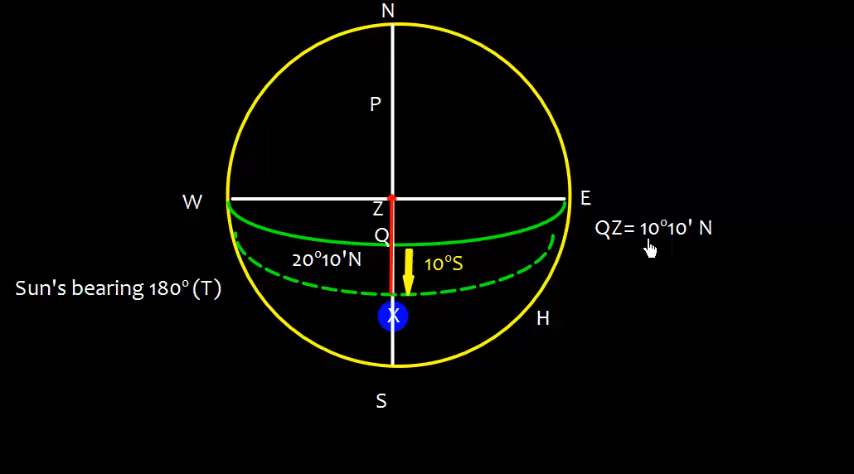 N
P
W
E
Z
QZ= 10°10' N
Q
20°10'N
10°S
Sun's bearing 180° (T)
X
H
S